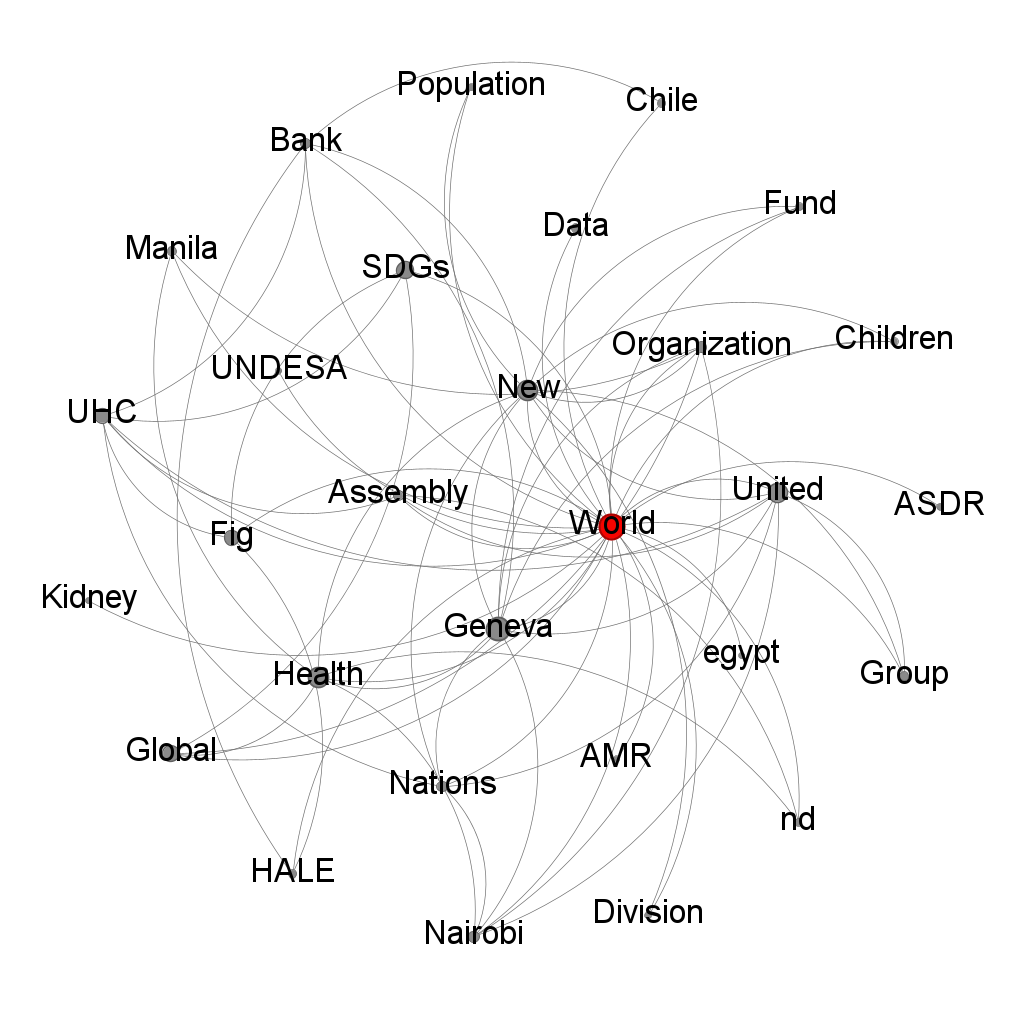 Population
Chile
Bank
Fund
Data
Manila
SDGs
Organization
Children
UNDESA
New
UHC
Assembly
United
ASDR
World
Fig
Kidney
Geneva
egypt
Health
Group
Global
AMR
Nations
nd
HALE
Division
Nairobi